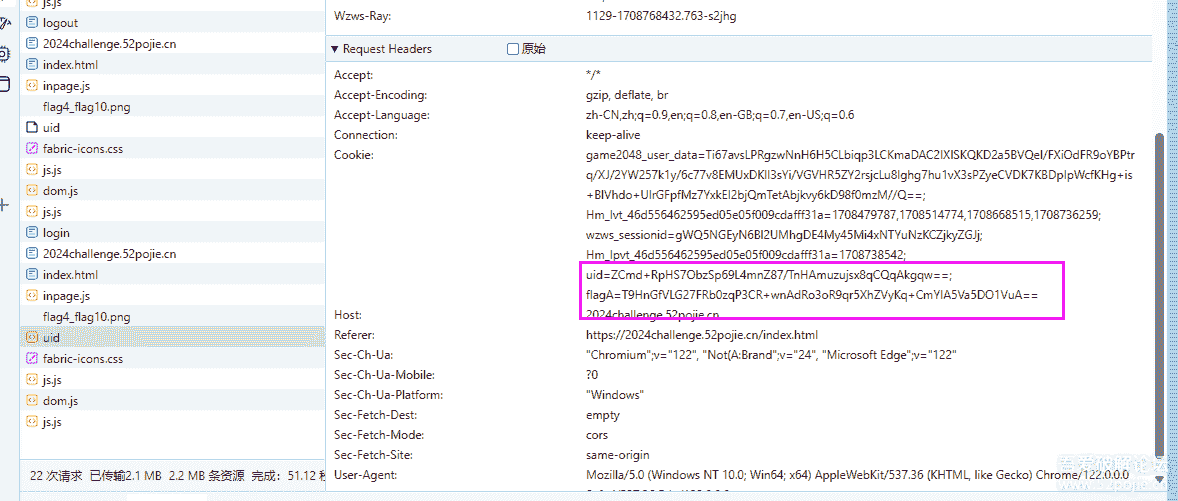 js.js
logout
2024challenge.52pojie.cn
index.html
inpage.js
flag4_flag10.png
uid
fabric-icons.css
js.js
dom.js
js.js
login
2024challenge.52pojie.cn
index.html
inpage.js
flag4_flag10.png
uid
fabric-icons.css
js.js
dom.js
js.js
22 次请求 已传输2.1 MB 2.2 MB 条资源 完成: 51.12
Wzws-Ray: 1129-1708768432.763-s2jhg
Request Headers 原始
Accept: */*
Accept-Encoding: gzip, deflate, br
Accept-Language: zh-CN,zh;q=0.9,en;q=0.8,en-GB;q=0.7,en-US;q=0.6
Connection: keep-alive
Cookie: game2048_user_data=Ti67avsLPRgzwNnH6H5CLbiqp3LCKmaDAC2IXISKQKD2a5BVQeI/FXiOdFR9oYBPtr
q/XJ/2YW257k1y/6c77v8EMUxDKII3sYi/VGVHR5ZY2rsjcLu8Ighg7hu1vX3sPZyeCVDK7KBDpIpWcfKHg+is
+BIVhdo+UIrGFpfMz7YxkEI2bjQmTetAbjkvy6kD98f0mzM//Q==;
Hm_lvt_46d556462595ed05e05f009cdafff31a=1708479787,1708514774,1708668515,1708736259;
wzws_sessionid=gWQ5NGEyN6BI2UMhgDE4My45Mi4xNTYuNzKCZjkyZGJj;
Hm_lpvt_46d556462595ed05e05f009cdafff31a=1708738542;
uid=ZCmd+RpHS7ObzSp69L4mnZ87/TnHAmuzujsx8qCQqAkgqw==;
flagA=T9HnGfVLG27FRb0zqP3CR+wnAdRo3oR9qr5XhZVyKq+CmYIA5Va5DO1VuA==
Host: 2024challenge.52pojie.cn
Referer: https://2024challenge.52pojie.cn/index.html
Sec-Ch-Ua: "Chromium";v="122", "Not(A:Brand";v="24", "Microsoft Edge";v="122"
Sec-Ch-Ua-Mobile: ?0
Sec-Ch-Ua-Platform: "Windows"
Sec-Fetch-Dest: empty
Sec-Fetch-Mode: cors
Sec-Fetch-Site: same-origin
User-Agent: Mozilla/5.0 (Windows NT 10.0; Win64; x64) AppleWebKit/537.36 (KHTML, like Gecko) Chrome/122.0.0.0